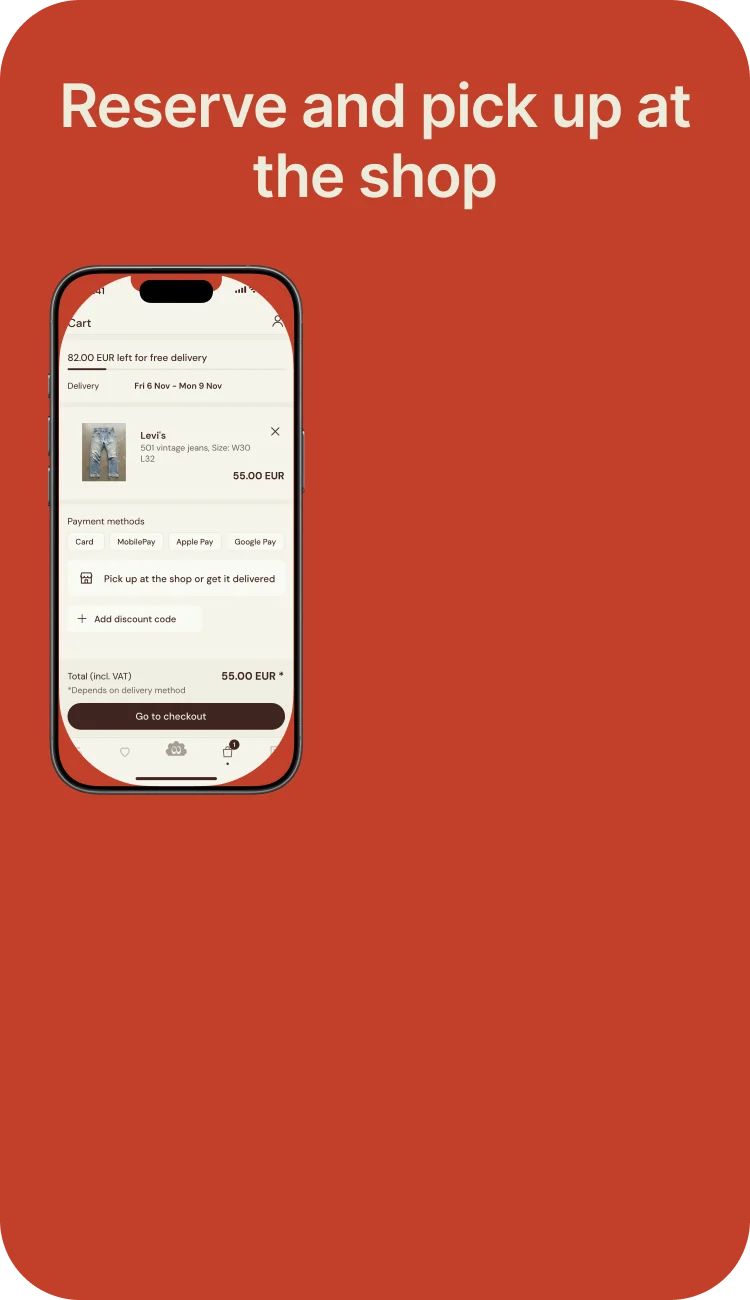 Reserve and pick up at
the shop
Cart
82.00 EUR left for free delivery
Delivery Fri 6 Nov - Mon 9 Nov
Levi's
501 vintage jeans, Size: W30
L32
55.00 EUR
Payment methods
Card MobilePay Apple Pay Google Pay
Pick up at the shop or get it delivered
Add discount code
Total (incl. VAT) 55.00 EUR *
*Depends on delivery method
Go to checkout
1